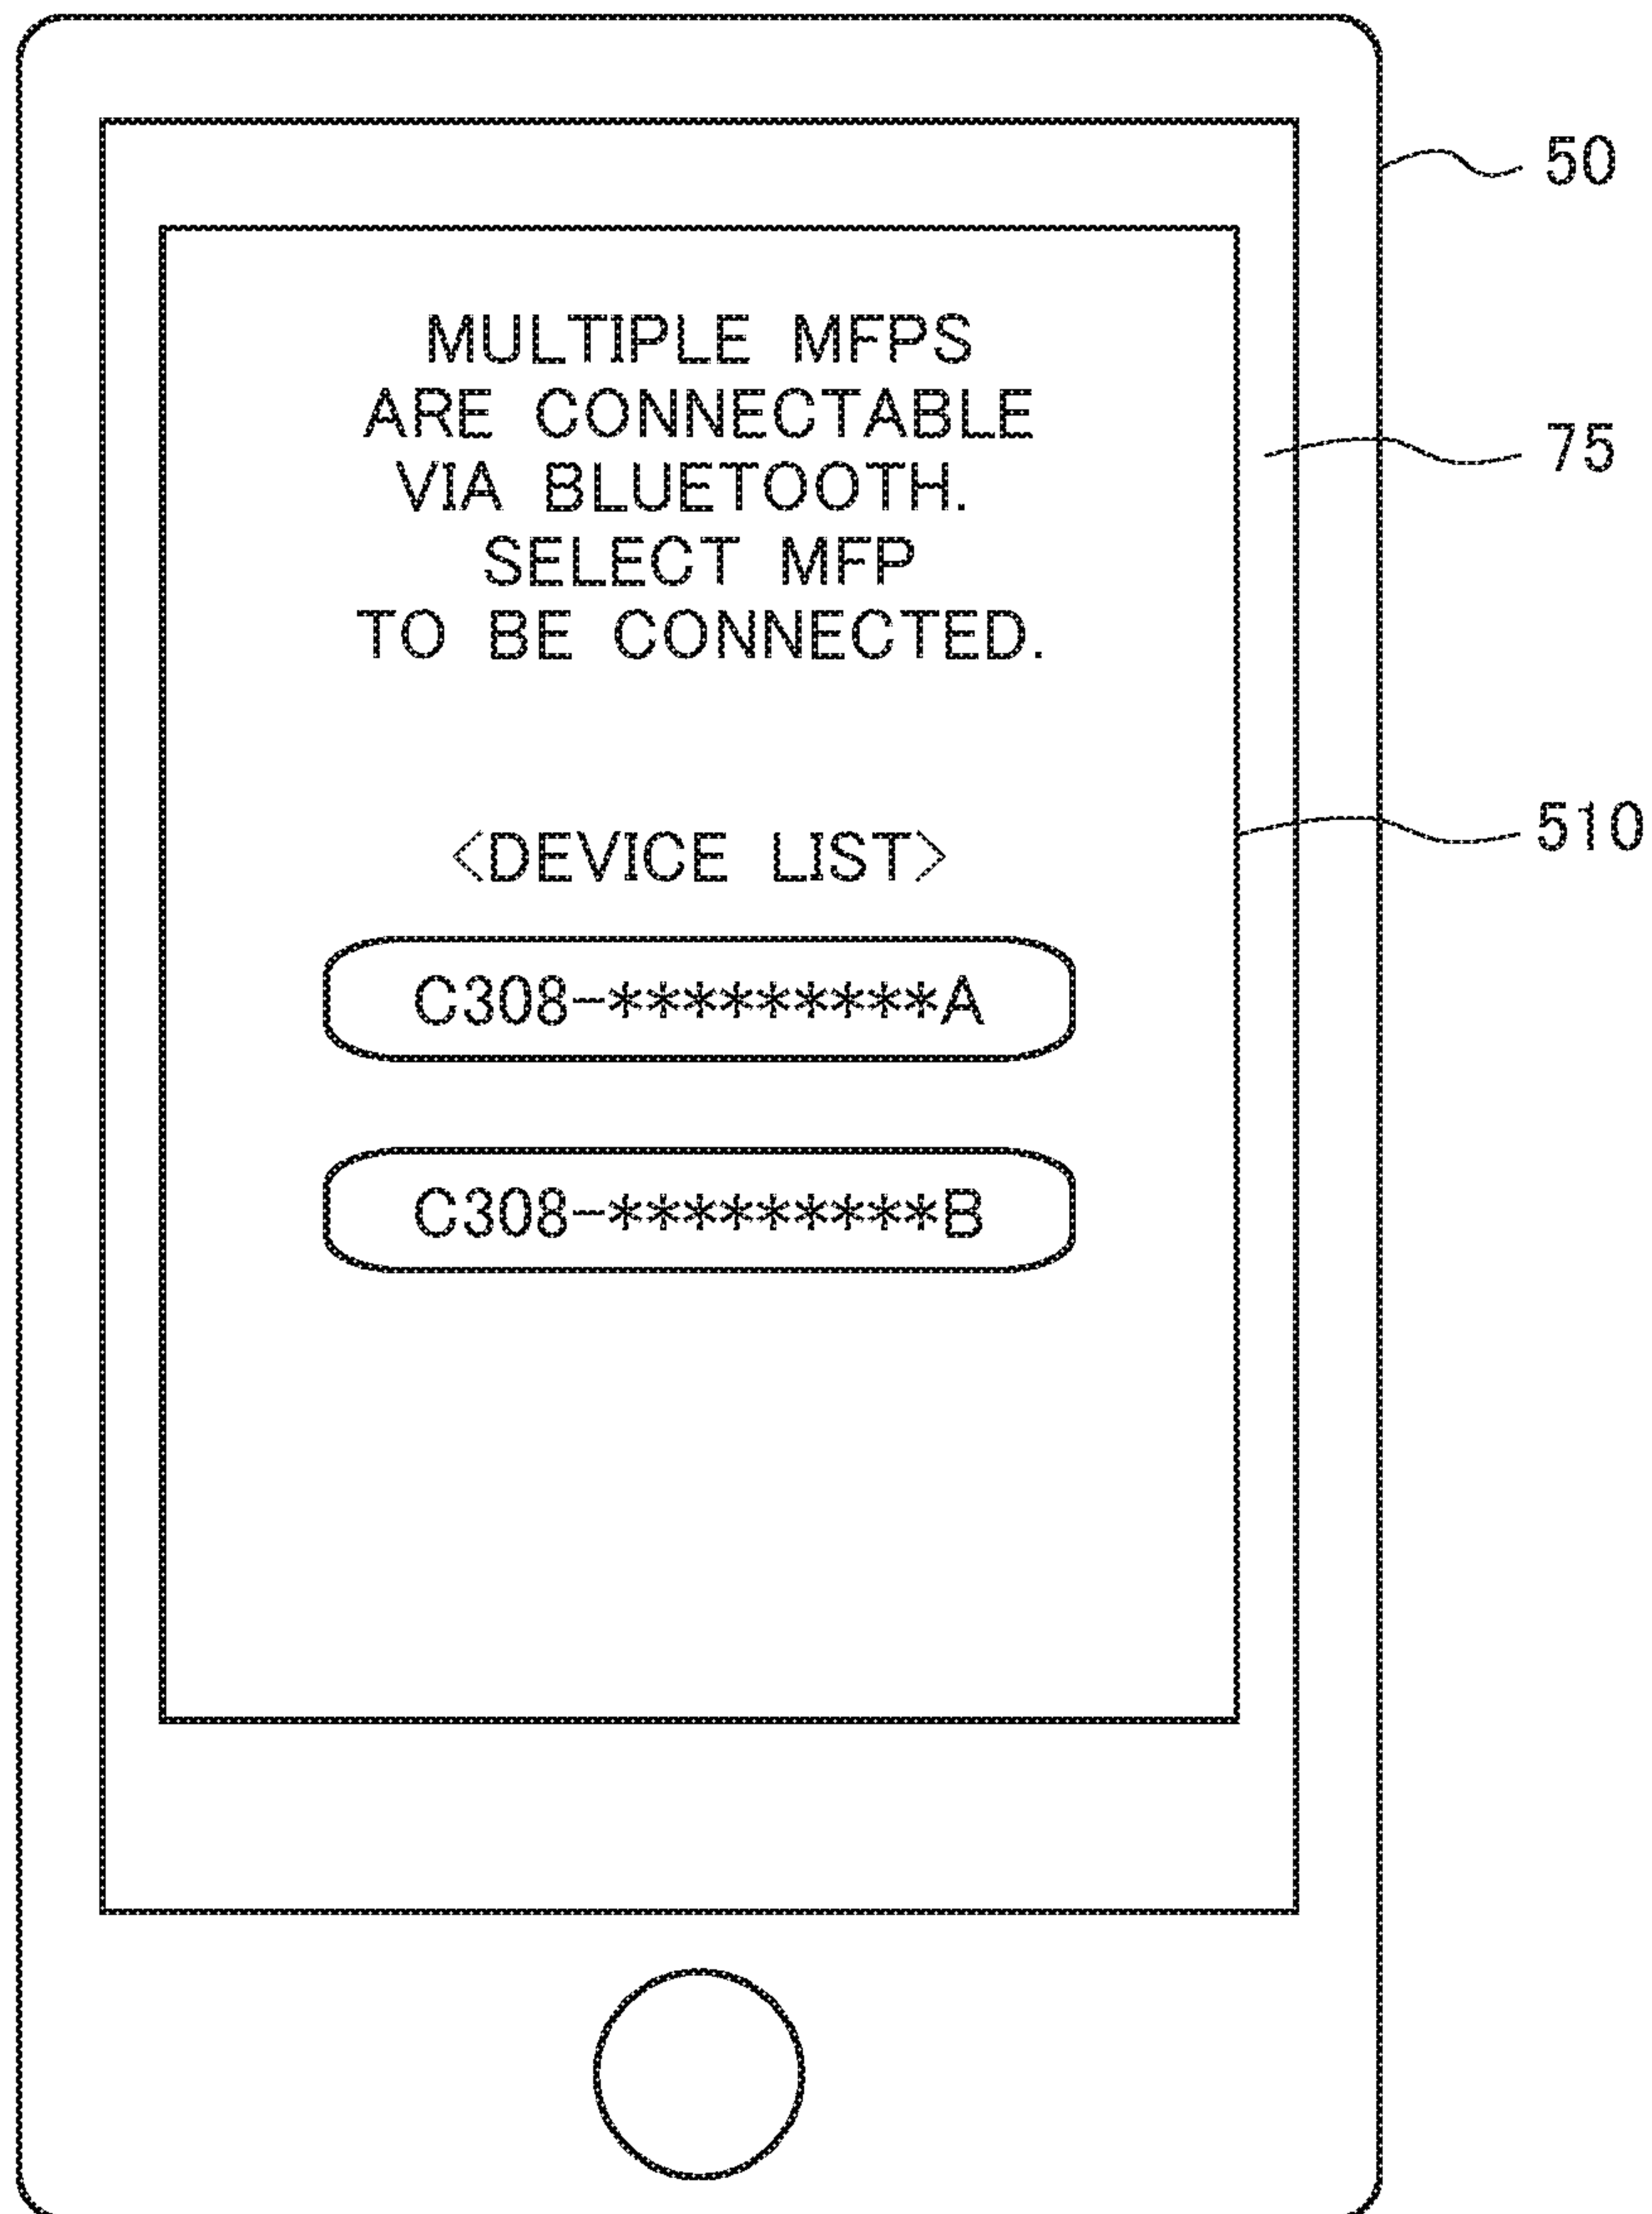 50
MULTIPLE MFPS
ARE CONNECTABLE
VIA BLUETOOTH.
SELECT MFP
TO BE CONNECTED.
75
510
<DEVICE LIST>
C308-*********A
C308-*********B